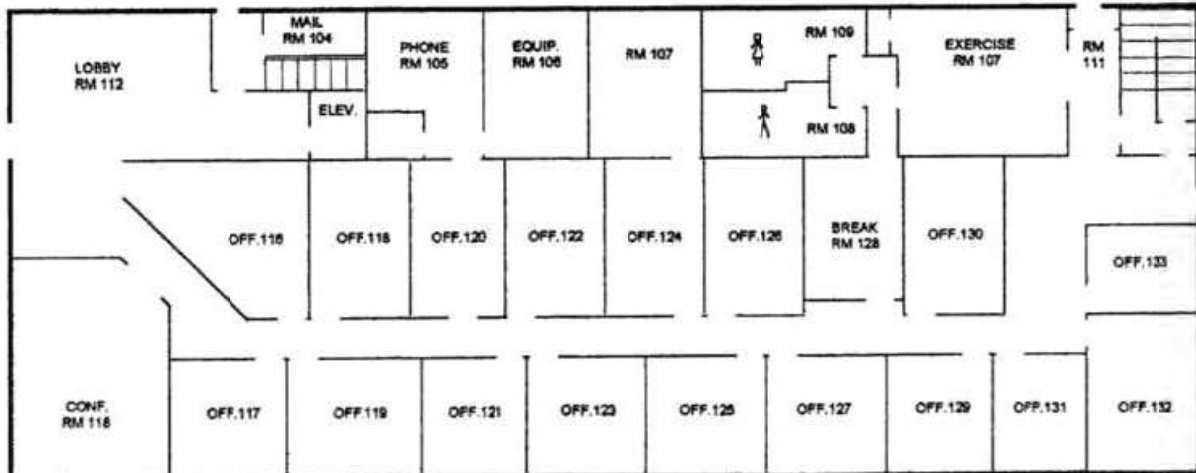 MAIL
RM 104
LOBBY
RM 112
ELEV.
PHONE
RM 105
EQUIP.
RM 106
RM 107
RM 109
RM 108
EXERCISE
RM 107
RM
111
OFF.116
OFF.118
OFF.120
OFF.122
OFF.124
OFF.126
BREAK
RM 128
OFF.130
OFF.133
CONF.
RM 118
OFF.117
OFF.119
OFF.121
OFF.123
OFF.125
OFF.127
OFF.129
OFF.131
OFF.132